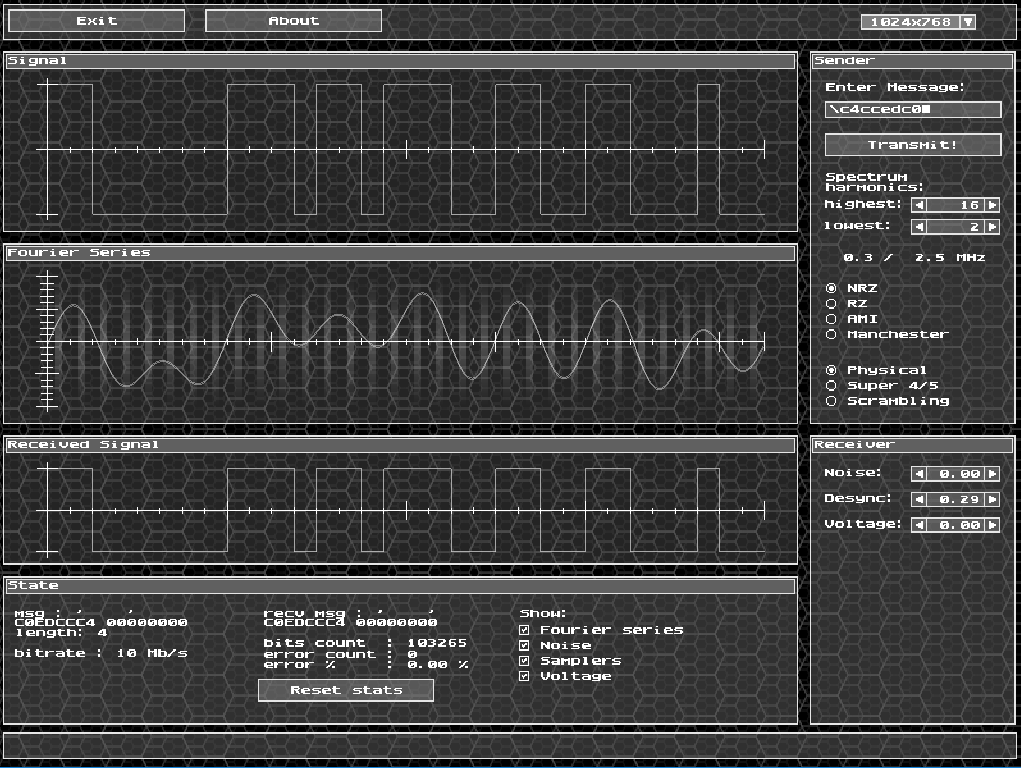 Exit
About
1024x768
Signal
Sender
Enter Message:
\c4ccedc0
Transmit!
Spectrum
harmonics:
highest: 16
lowest: 2
0.3 / 2.5 MHz
NRZ
RZ
AMI
Manchester
Physical
Super 4/5
Scrambling
Fourier Series
Received Signal
Receiver
Noise: 0.00
Desync: 0.29
Voltage: 0.00
State
msg : ' '
C0EDCCC4 00000000
length: 4
bitrate : 10 Mb/s
recv msg : ' '
C0EDCCC4 00000000
bits count : 103265
error count : 0
error % : 0.00 %
Reset stats
Show:
Fourier series
Noise
Samplers
Voltage